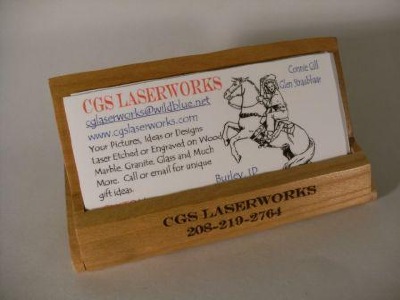 CGS LASERWORKS
cgslaserworks@wildblue.net
www.cgslaserworks.com
Your Pictures, Ideas or Designs
Laser Etched or Engraved on Wood
Marble, Granite, Glass and Much
More. Call or email for unique
gift ideas.
Connie Gill
Glen
Burley, ID
CGS LASERWORKS
208-219-2764